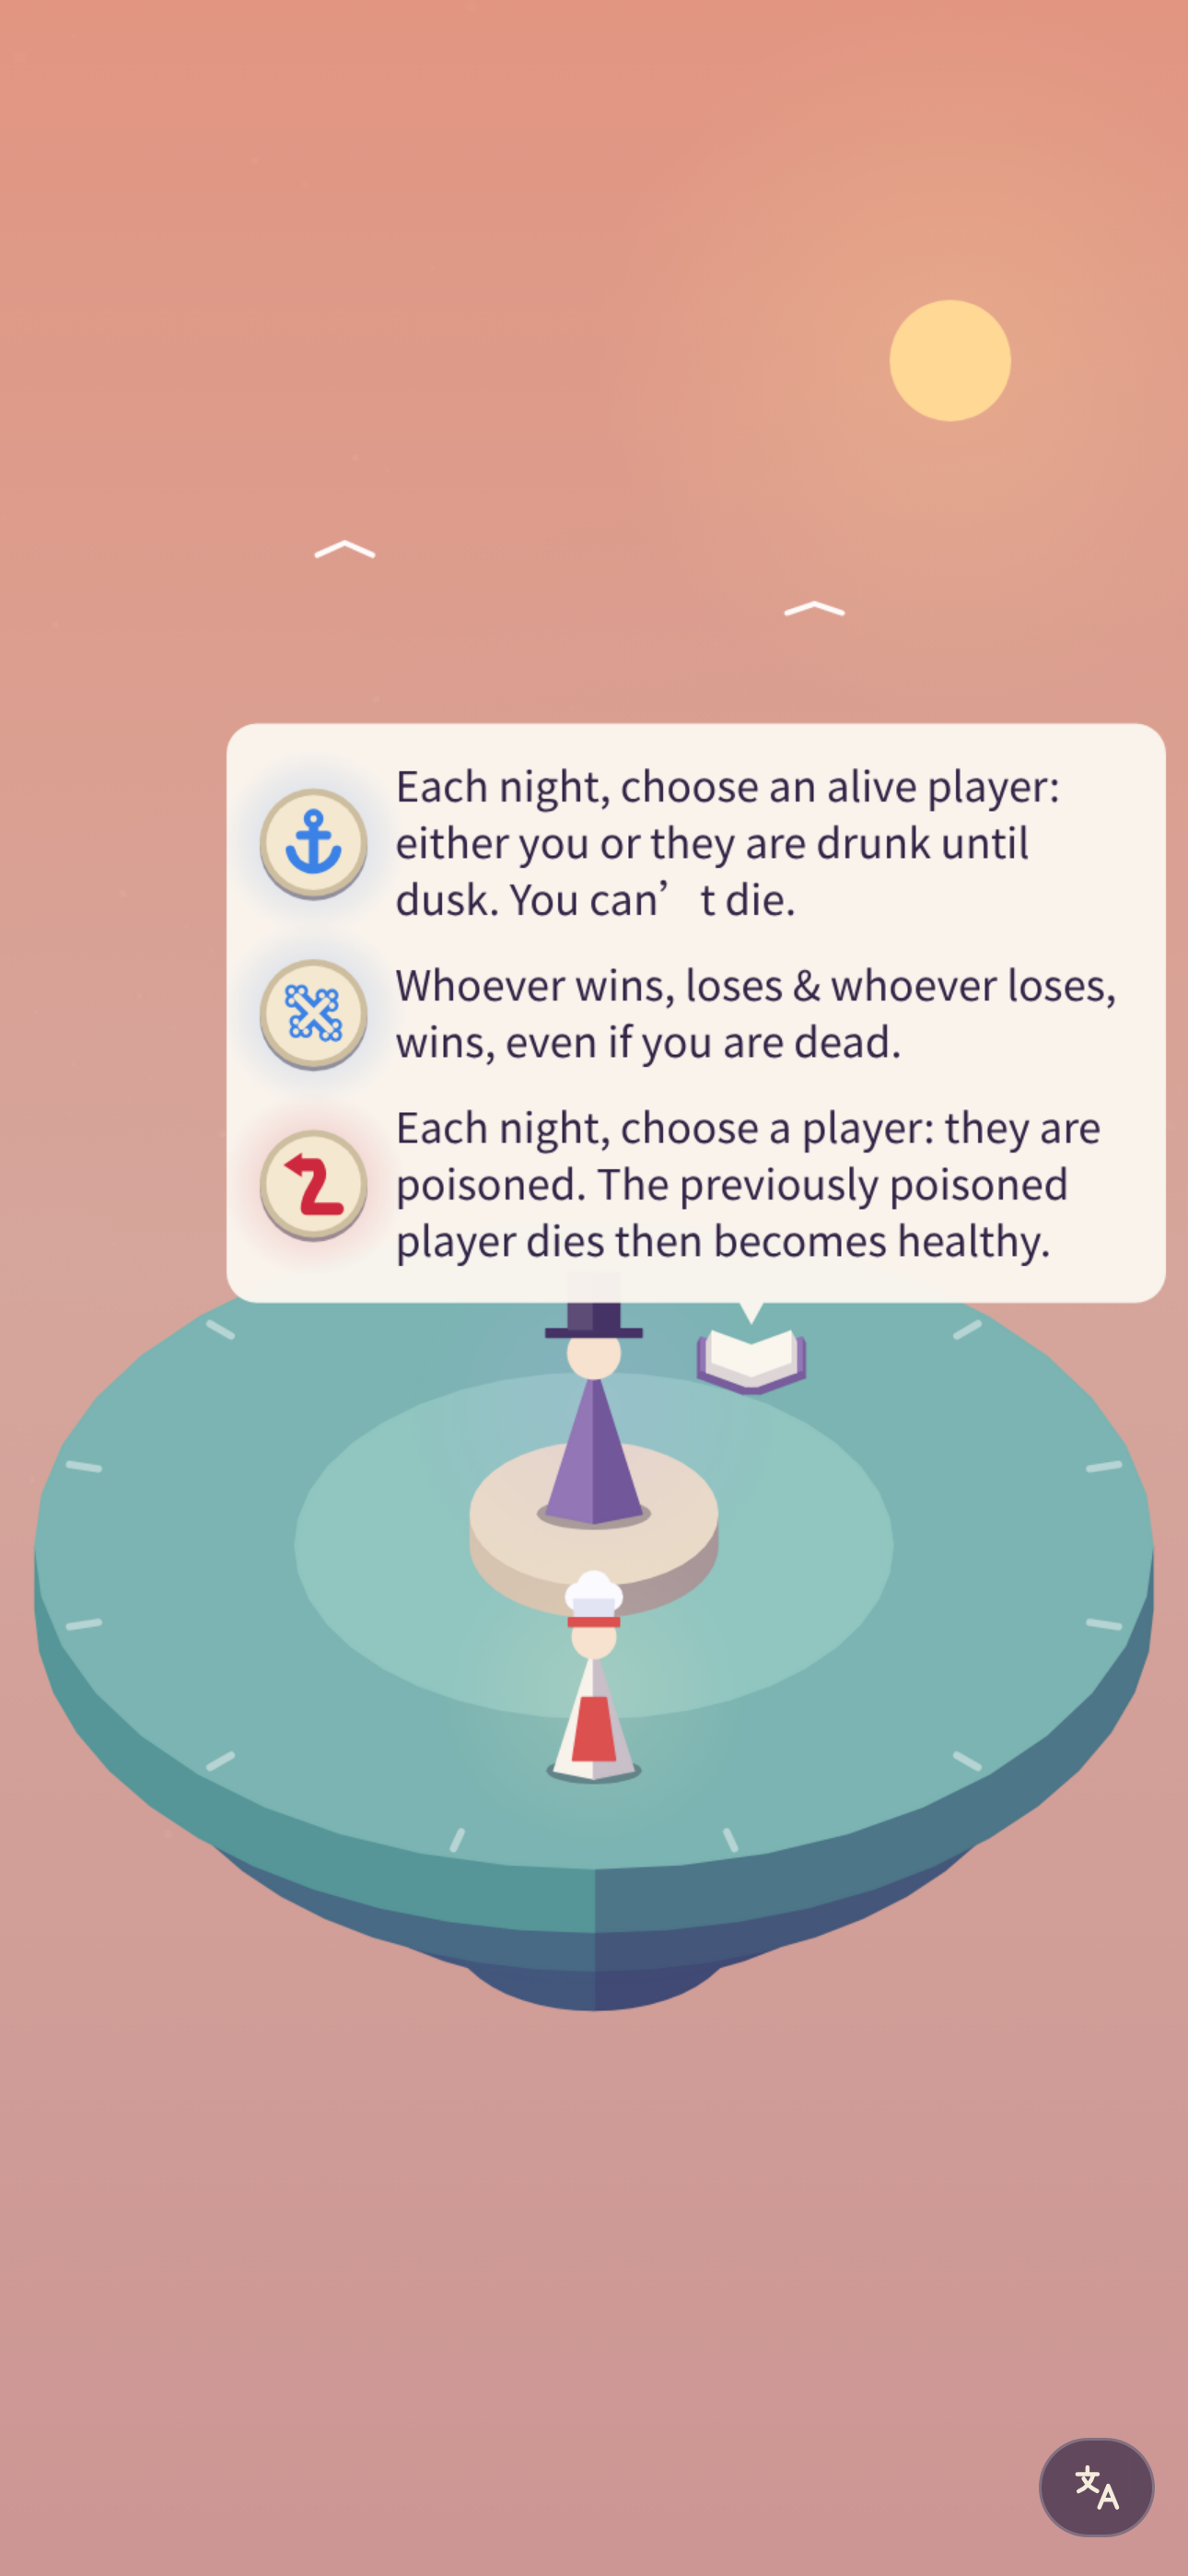 Each night, choose an alive player:
either you or they are drunk until
dusk. You can’t die.
Whoever wins, loses & whoever loses,
wins, even if you are dead.
Each night, choose a player: they are
poisoned. The previously poisoned
player dies then becomes healthy.
文A